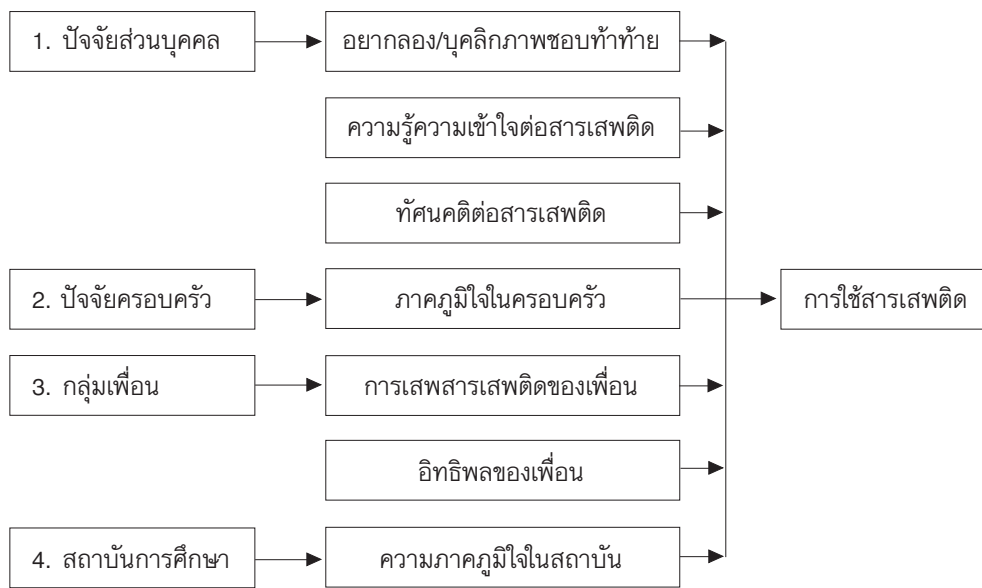 1. ปัจจัยส่วนบุคคล
อยากลอง/บุคลิกภาพชอบท้าทาย
ความรู้ความเข้าใจต่อสารเสพติด
ทัศนคติต่อสารเสพติด
2. ปัจจัยครอบครัว
ภาคภูมิใจในครอบครัว
การใช้สารเสพติด
3. กลุ่มเพื่อน
การเสพสารเสพติดของเพื่อน
อิทธิพลของเพื่อน
4. สถาบันการศึกษา
ความภาคภูมิใจในสถาบัน